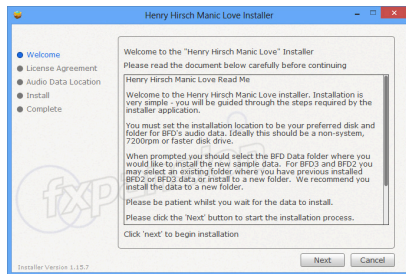 Henry Hirsch Manic Love Installer
Welcome
License Agreement
Audio Data Location
Install
Complete
Welcome to the "Henry Hirsch Manic Love" Installer
Please read the document below carefully before continuing
Henry Hirsch Manic Love Read Me
Welcome to the Henry Hirsch Manic Love installer. Installation is
very simple - you will be guided through the steps required by the
installer application.
You must set the installation location to be your preferred disk and
folder for BFD's audio data. Ideally this should be a non-system,
7200rpm or faster disk drive.
When prompted you should select the BFD Data folder where you
would like to install the new sample data. For BFD3 and BFD2 you
may select an existing folder where you have previous installed
BFD2 or BFD3 data or install to a new folder. We recommend you
install the data to a new folder.
Please be patient whilst you wait for the data to install.
Please click the 'Next' button to start the installation process.
Click 'next' to begin installation
fxpansion
Installer Version 1.15.7
Next
Cancel